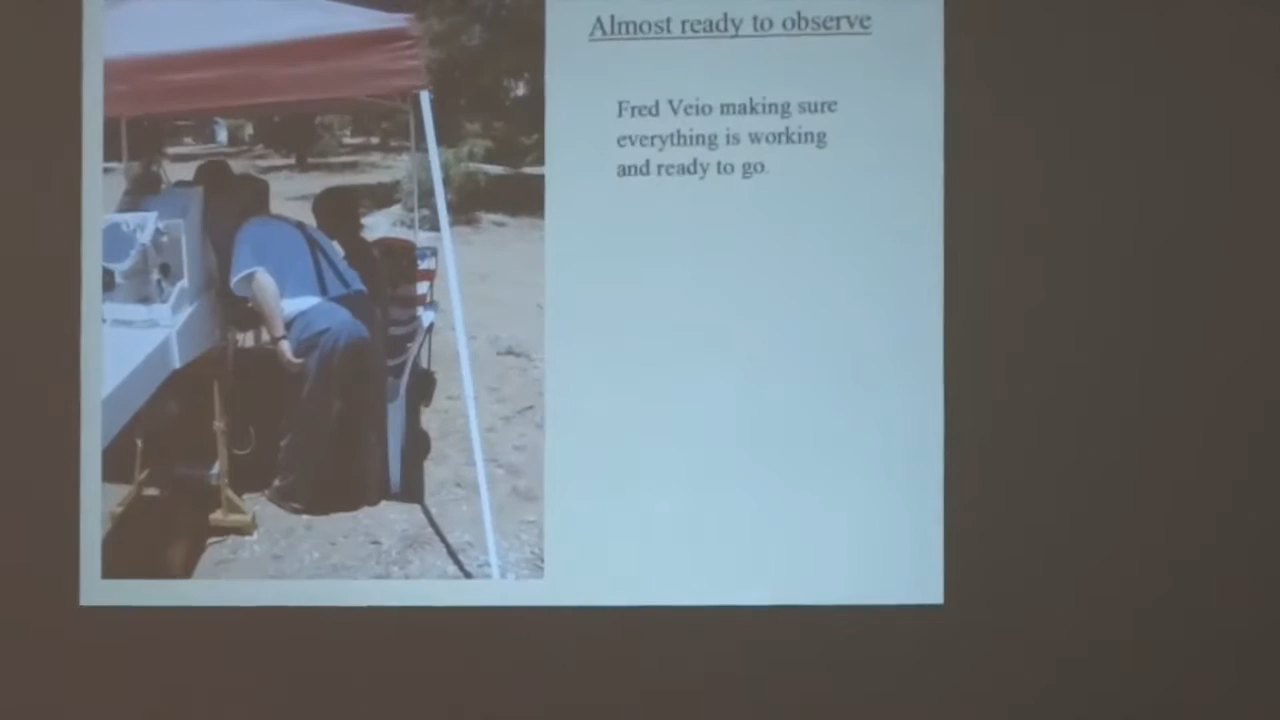 Almost ready to observe
Fred Veio making sure
everything is working
and ready to go.